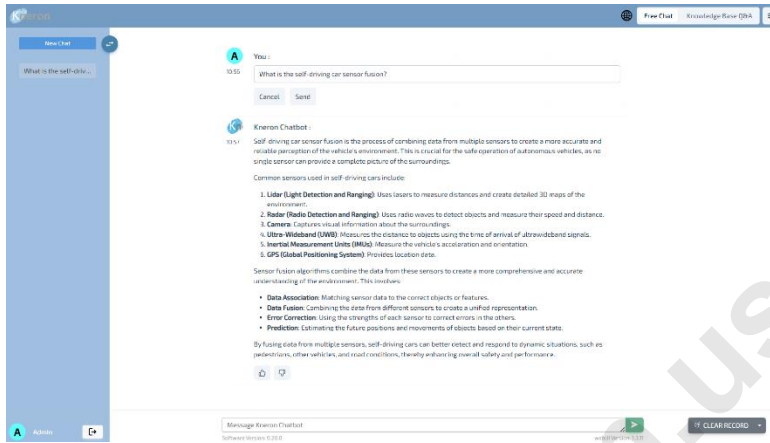 Kneron
Free Chat
Knowledge Base Q&A
New Chat
What is the self-driv...
A
You :
10:55
What is the self-driving car sensor fusion?
Cancel
Send
Kneron Chatbot :
10:57
Self-driving car sensor fusion is the process of combining data from multiple sensors to create a more accurate and
reliable perception of the vehicle's environment. This is crucial for the safe operation of autonomous vehicles, as no
single sensor can provide a complete picture of the surroundings.
Common sensors used in self-driving cars include:
1. Lidar (Light Detection and Ranging): Uses lasers to measure distances and create detailed 3D maps of the
environment.
2. Radar (Radio Detection and Ranging): Uses radio waves to detect objects and measure their speed and distance.
3. Camera: Captures visual information about the surroundings.
4. Ultra-Wideband (UWB): Measures the distance to objects using the time of arrival of ultrawideband signals.
5. Inertial Measurement Units (IMUs): Measure the vehicle's acceleration and orientation.
6. GPS (Global Positioning System): Provides location data.
Sensor fusion algorithms combine the data from these sensors to create a more comprehensive and accurate
understanding of the environment. This involves:
• Data Association: Matching sensor data to the correct objects or features.
• Data Fusion: Combining the data from different sensors to create a unified representation.
• Error Correction: Using the strengths of each sensor to correct errors in the others.
• Prediction: Estimating the future positions and movements of objects based on their current state.
By fusing data from multiple sensors, self-driving cars can better detect and respond to dynamic situations, such as
pedestrians, other vehicles, and road conditions, thereby enhancing overall safety and performance.
A
Admin
Message Kneron Chatbot
CLEAR RECORD
Software Version: 0.20.0